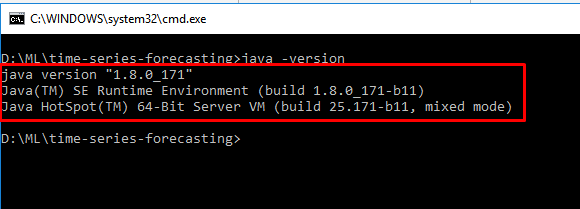 C:\WINDOWS\system32\cmd.exe
D:\ML\time-series-forecasting>java -version
java version "1.8.0_171"
Java(TM) SE Runtime Environment (build 1.8.0_171-b11)
Java HotSpot(TM) 64-Bit Server VM (build 25.171-b11, mixed mode)
D:\ML\time-series-forecasting>